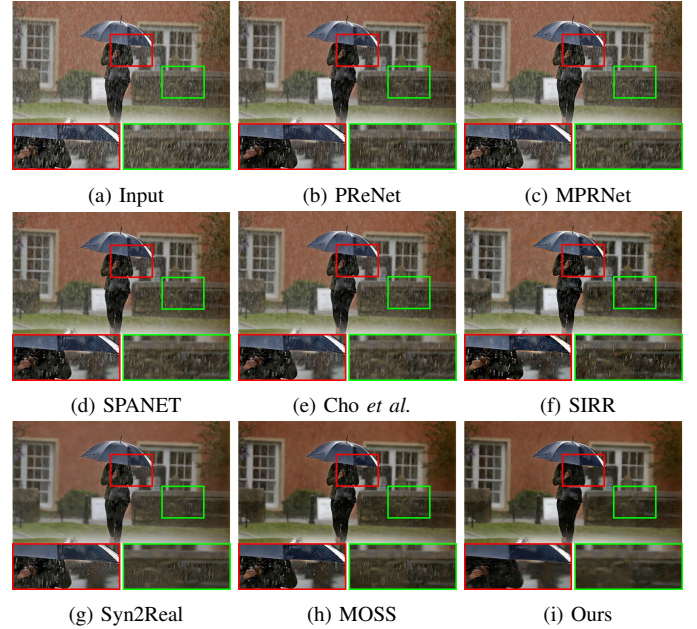 (a) Input (b) PReNet (c) MPRNet
(d) SPANET (e) Cho et al. (f) SIRR
(g) Syn2Real (h) MOSS (i) Ours